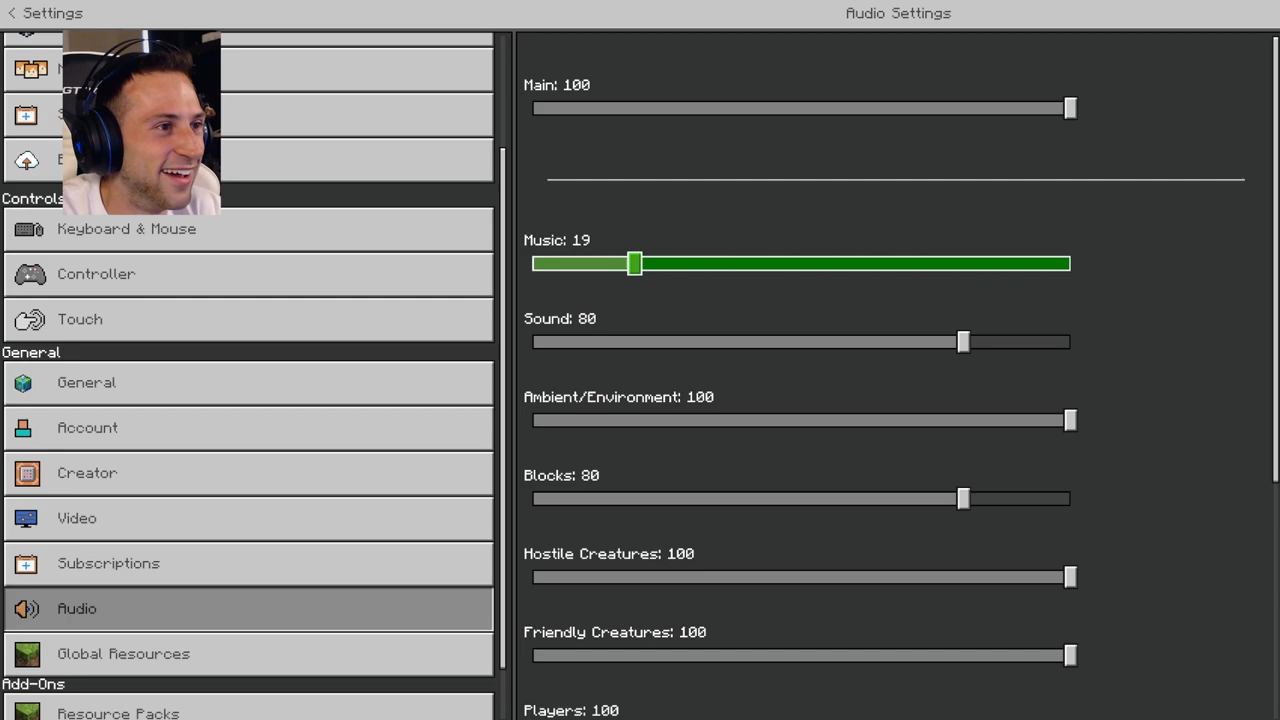 Settings
Audio Settings
GT
Main: 100
Controls
Keyboard & Mouse
Music: 19
Controller
Sound: 80
Touch
General
General
Ambient/Environment: 100
Account
Creator
Blocks: 80
Video
Hostile Creatures: 100
Subscriptions
Audio
Friendly Creatures: 100
Global Resources
Add-Ons
Players: 100
Resource Packs